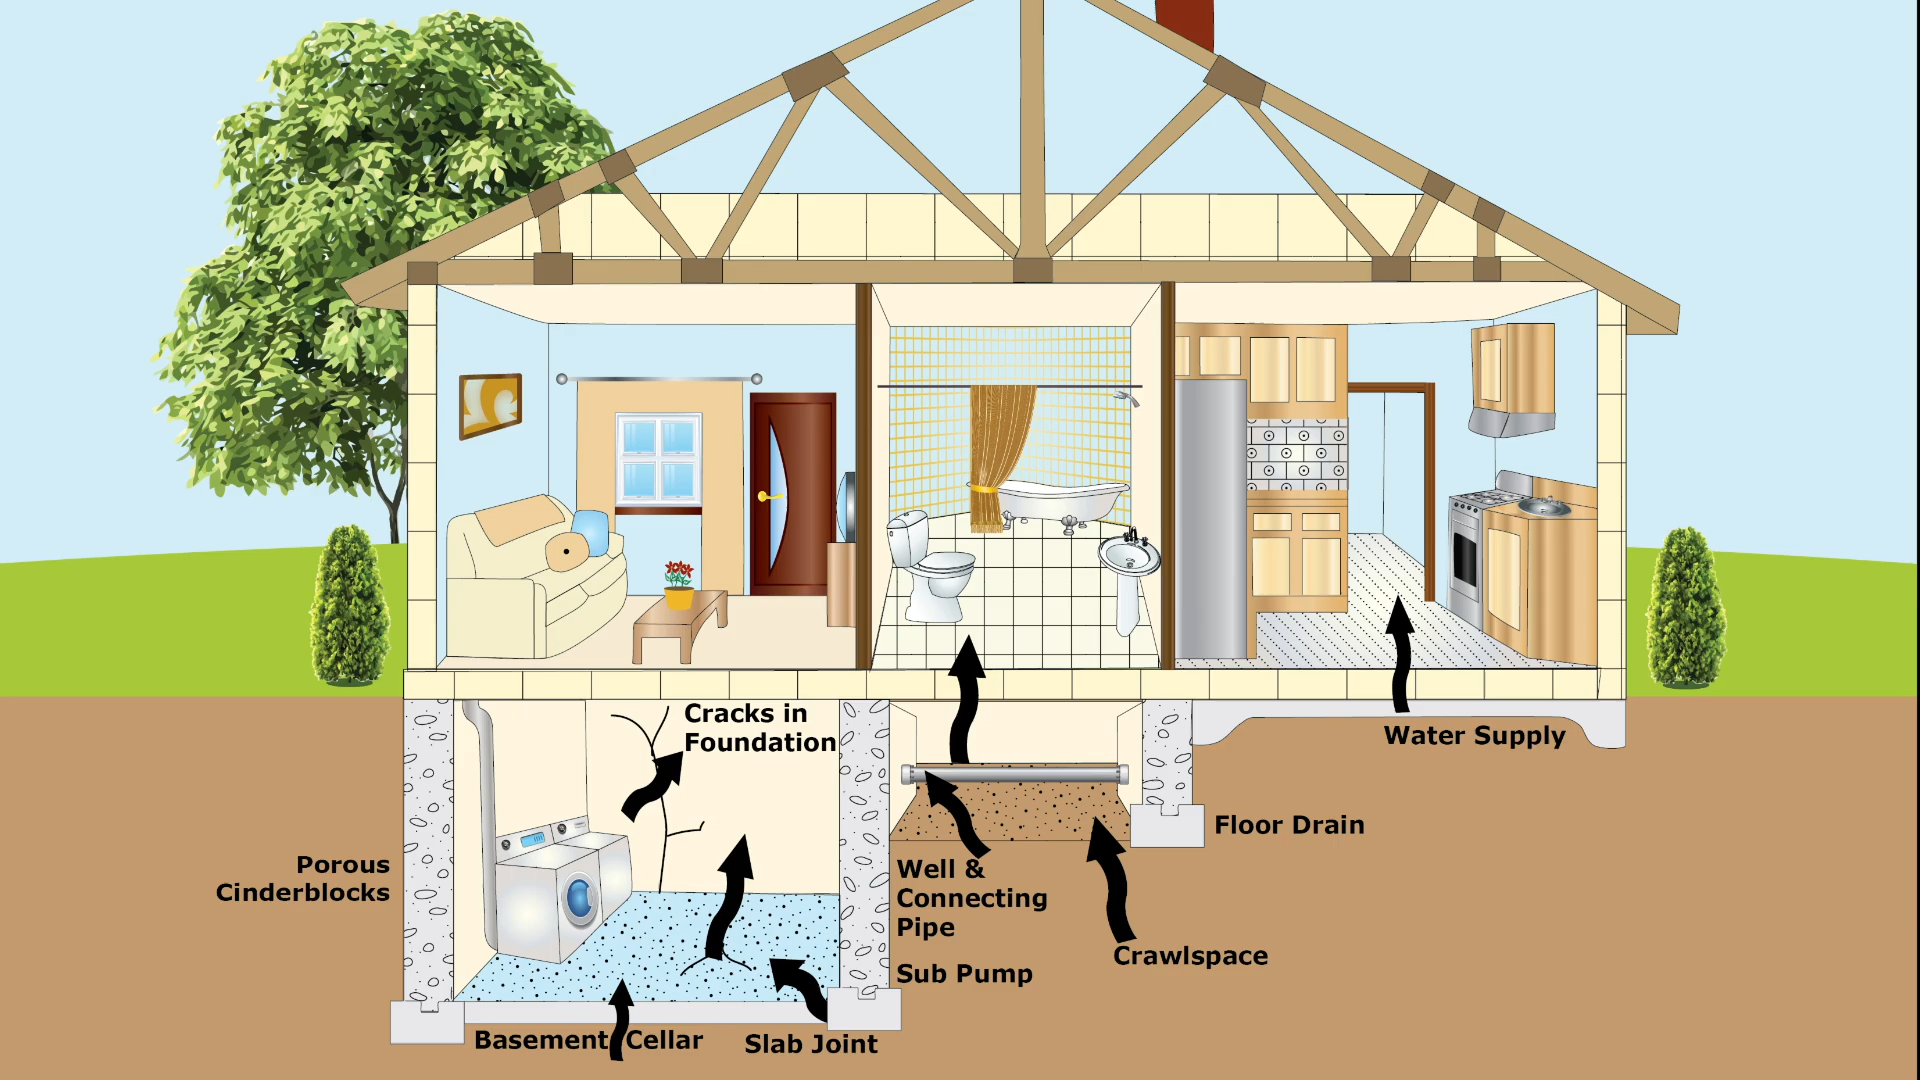 Cracks in
Foundation
Water Supply
Floor Drain
Porous
Cinderblocks
Well &
Connecting
Pipe
Crawlspace
Sub Pump
Basement Cellar
Slab Joint